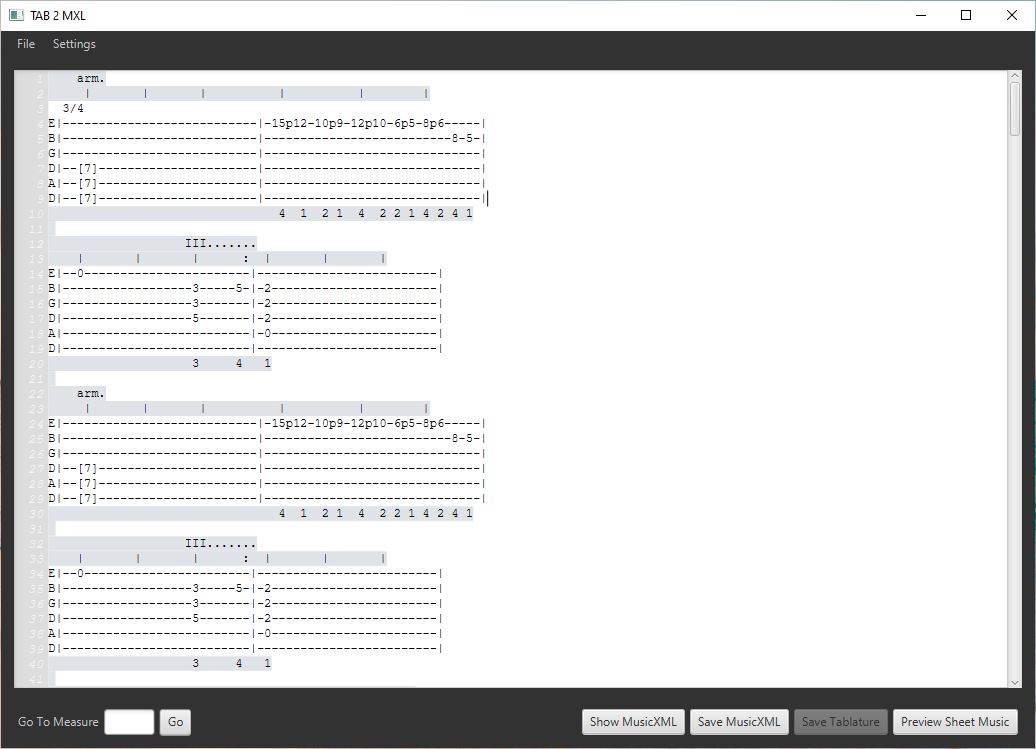 TAB 2 MXL
File Settings
1     arm.
2      |       |       |          |          |        |
3   3/4
4 E|---------------------------|-15p12-10p9-12p10-6p5-8p6-----|
5 B|---------------------------|--------------------------8-5-|
6 G|---------------------------|------------------------------|
7 D|--[7]----------------------|------------------------------|
8 A|--[7]----------------------|------------------------------|
9 D|--[7]----------------------|------------------------------|
10                                 4  1  2 1  4  2 2 1 4 2 4 1
11
12                    III.......
13     |       |       |      :  |       |       |
14 E|--0-----------------------|-------------------------|
15 B|------------------3-----5-|-2-----------------------|
16 G|------------------3-------|-2-----------------------|
17 D|------------------5-------|-2-----------------------|
18 A|--------------------------|-0-----------------------|
19 D|--------------------------|-------------------------|
20                     3     4   1
21
22     arm.
23      |       |       |          |          |        |
24 E|---------------------------|-15p12-10p9-12p10-6p5-8p6-----|
25 B|---------------------------|--------------------------8-5-|
26 G|---------------------------|------------------------------|
27 D|--[7]----------------------|------------------------------|
28 A|--[7]----------------------|------------------------------|
29 D|--[7]----------------------|------------------------------|
30                                 4  1  2 1  4  2 2 1 4 2 4 1
31
32                    III.......
33     |       |       |      :  |       |       |
34 E|--0-----------------------|-------------------------|
35 B|------------------3-----5-|-2-----------------------|
36 G|------------------3-------|-2-----------------------|
37 D|------------------5-------|-2-----------------------|
38 A|--------------------------|-0-----------------------|
39 D|--------------------------|-------------------------|
40                     3     4   1
41
Go To Measure Go Show MusicXML Save MusicXML Save Tablature Preview Sheet Music